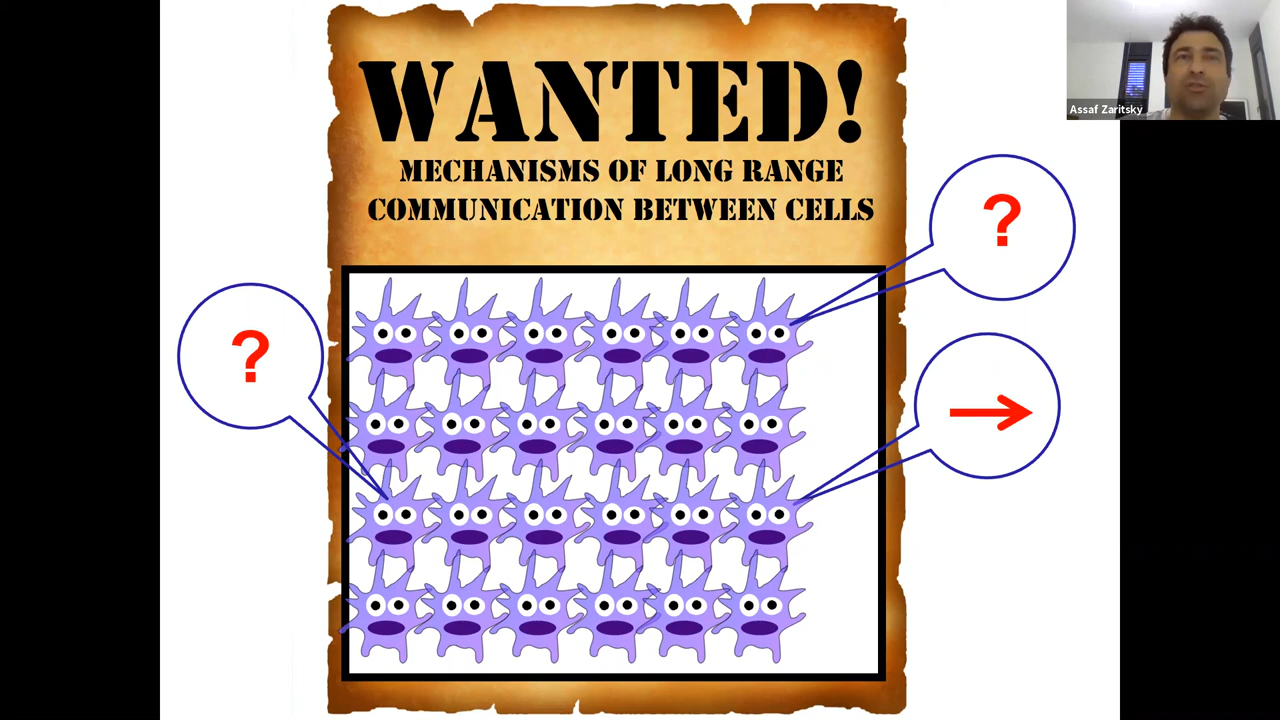 WANTED!
MECHANISMS OF LONG RANGE
COMMUNICATION BETWEEN CELLS
Assaf Zaritsky
?
?